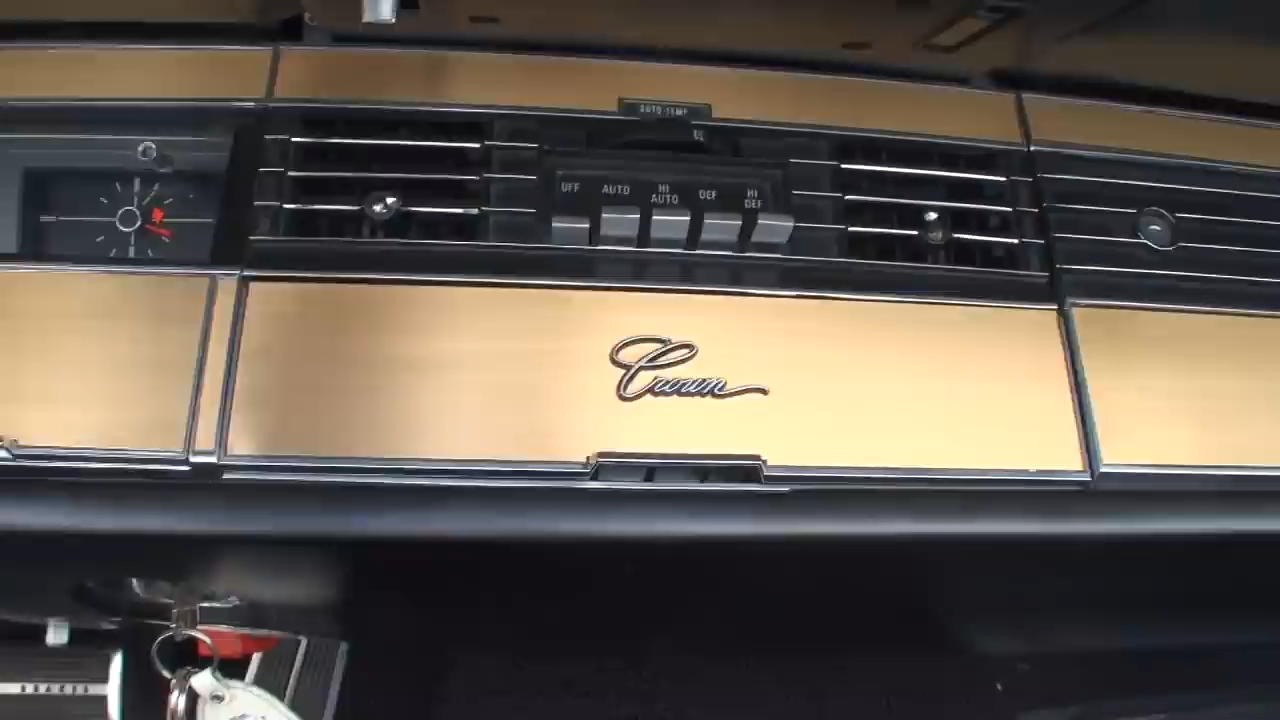 AUTO-TEMP
OFF
AUTO
HI
AUTO
DEF
HI
DEF
Crown
BRAKES